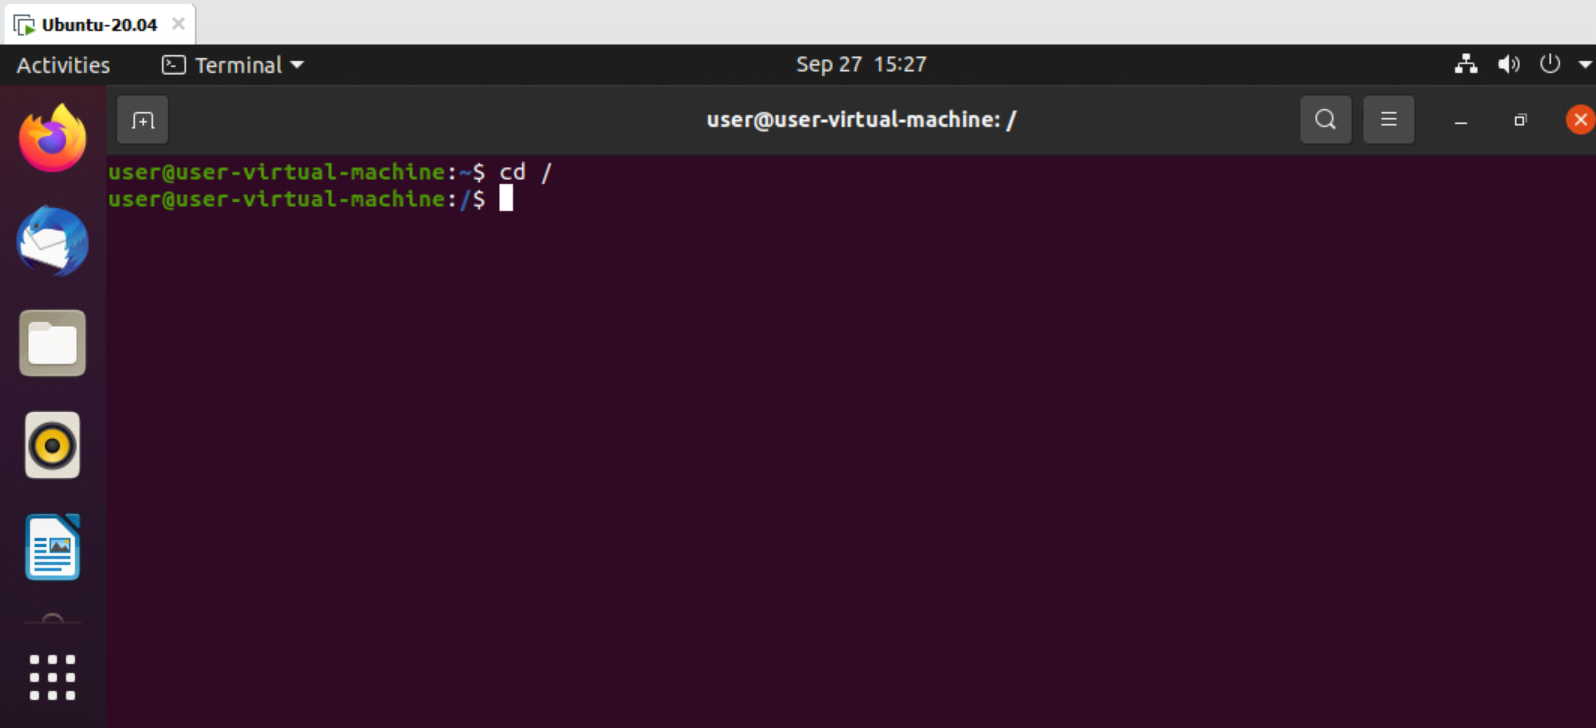 Ubuntu-20.04
Activities Terminal Sep 27 15:27
user@user-virtual-machine: /
user@user-virtual-machine:~$ cd /
user@user-virtual-machine:/$